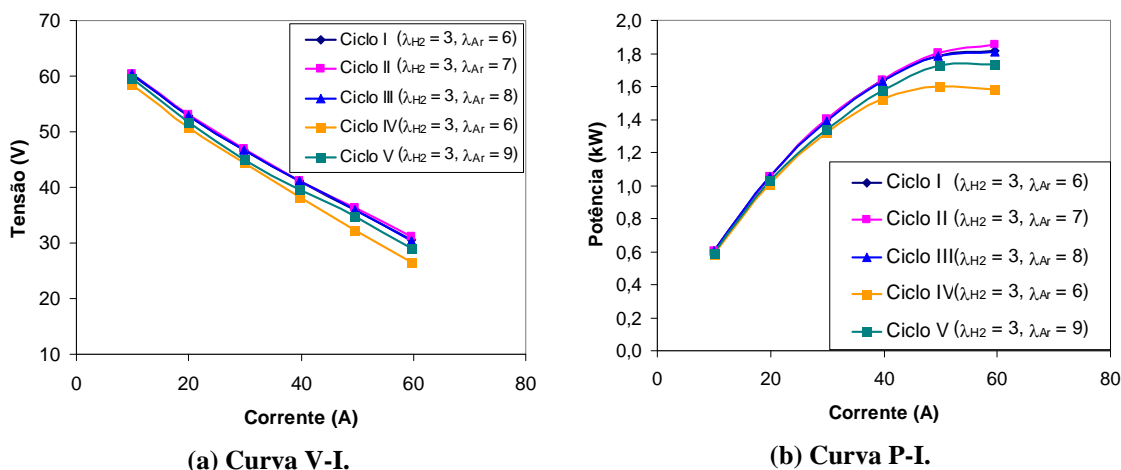 70
60
50
40
30
20
10
Tensão (V)
0
20
40
60
80
Corrente (A)
Ciclo I (λH2 = 3, λAr = 6)
Ciclo II (λH2 = 3, λAr = 7)
Ciclo III (λH2 = 3, λAr = 8)
Ciclo IV(λH2 = 3, λAr = 6)
Ciclo V (λH2 = 3, λAr = 9)
(a) Curva V-I.
2,0
1,8
1,6
1,4
1,2
1,0
0,8
0,6
0,4
0,2
0,0
Potência (kW)
0
20
40
60
80
Corrente (A)
Ciclo I (λH2 = 3, λAr = 6)
Ciclo II (λH2 = 3, λAr = 7)
Ciclo III(λH2 = 3, λAr = 8)
Ciclo IV(λH2 = 3, λAr = 6)
Ciclo V (λH2 = 3, λAr = 9)
(b) Curva P-I.